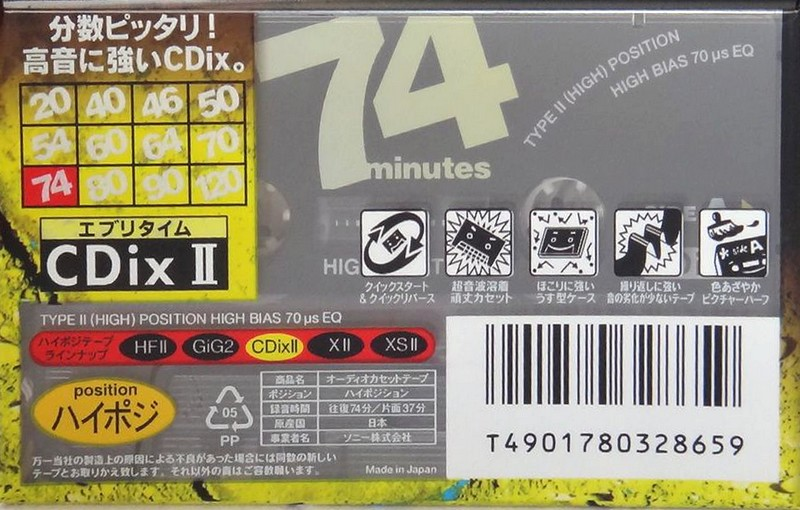 分数ピッタリ!
高音に強いCDix。
20 40 46 50
54 60 64 70
74 80 90 120
エブリタイム
CDix II
74
minutes
TYPE II (HIGH) POSITION
HIGH BIAS 70 μs EQ
SIDE A
HIG
クイックスタート
&クイックリバース
超音波溶着
頑丈カセット
ほこりに強い
うす型ケース
繰り返しに強い
音の劣化が少ないテープ
色あざやか
ピクチャーハーフ
TYPE II (HIGH) POSITION HIGH BIAS 70 μs EQ
ハイポジテープ
ラインナップ
HFII GiG2 CDixII XII XSII
position
ハイポジ
05
PP
商品名 オーディオカセットテープ
ポジション ハイポジション
録音時間 往復74分/片面37分
原産国 日本
事業者名 ソニー株式会社
万一当社の製造上の原因による不良があった場合には同数の新しい
テープとお取りかえ致します。それ以外の責はご容赦願います。
Made in Japan
T4901780328659